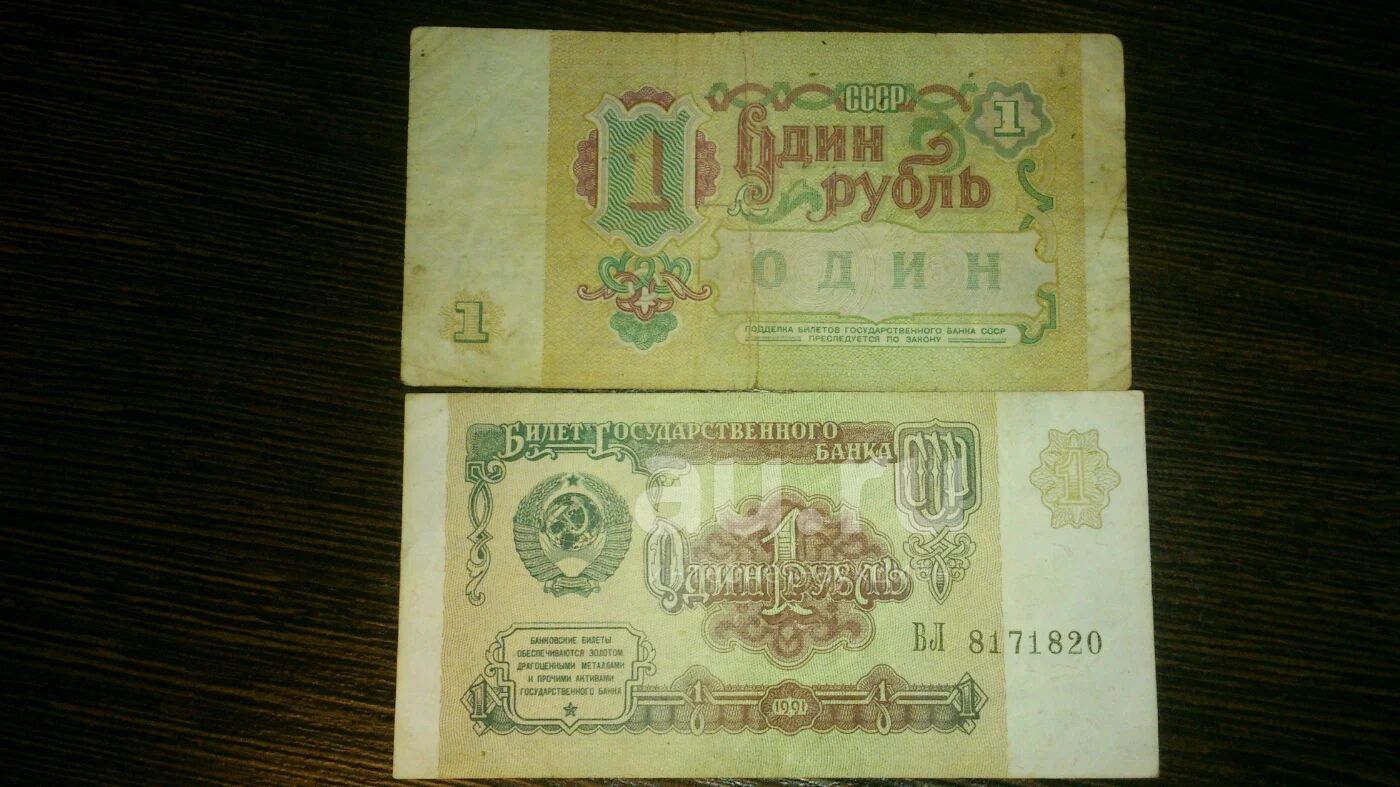 СССР
1
1
Один
рубль
ОДИН
1
ПОДДЕЛКА БИЛЕТОВ ГОСУДАРСТВЕННОГО БАНКА СССР
ПРЕСЛЕДУЕТСЯ ПО ЗАКОНУ
Билет Государственного
банка
СССР
au.ru
1
1
Один рубль
БАНКОВСКИЕ БИЛЕТЫ
ОБЕСПЕЧИВАЮТСЯ ЗОЛОТОМ,
ДРАГОЦЕННЫМИ МЕТАЛЛАМИ
И ПРОЧИМИ АКТИВАМИ
ГОСУДАРСТВЕННОГО БАНКА
ВЛ 8171820
1 1 1991 1 1